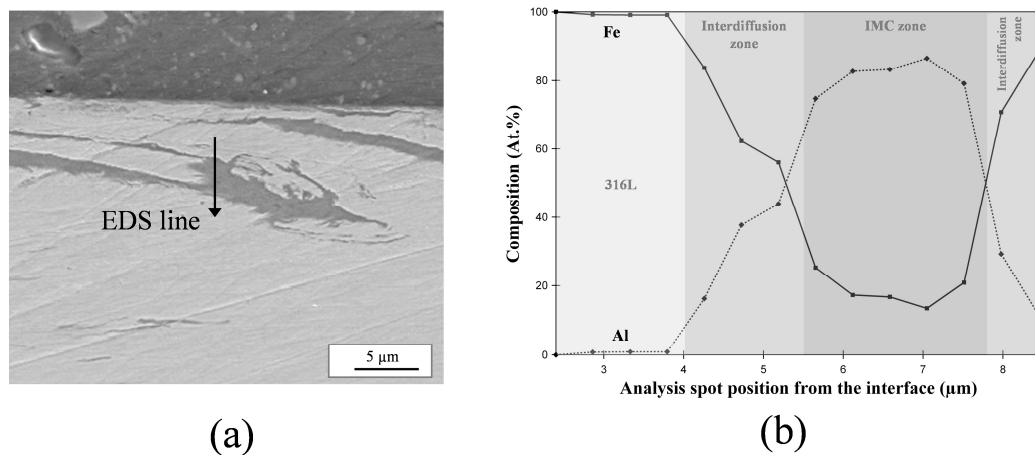 EDS line
5 µm
(a)
100
80
60
40
20
0
Composition (At.%)
Fe
Al
316L
Interdiffusion
zone
IMC zone
Interdiffusion
zone
3
4
5
6
7
8
Analysis spot position from the interface (µm)
(b)